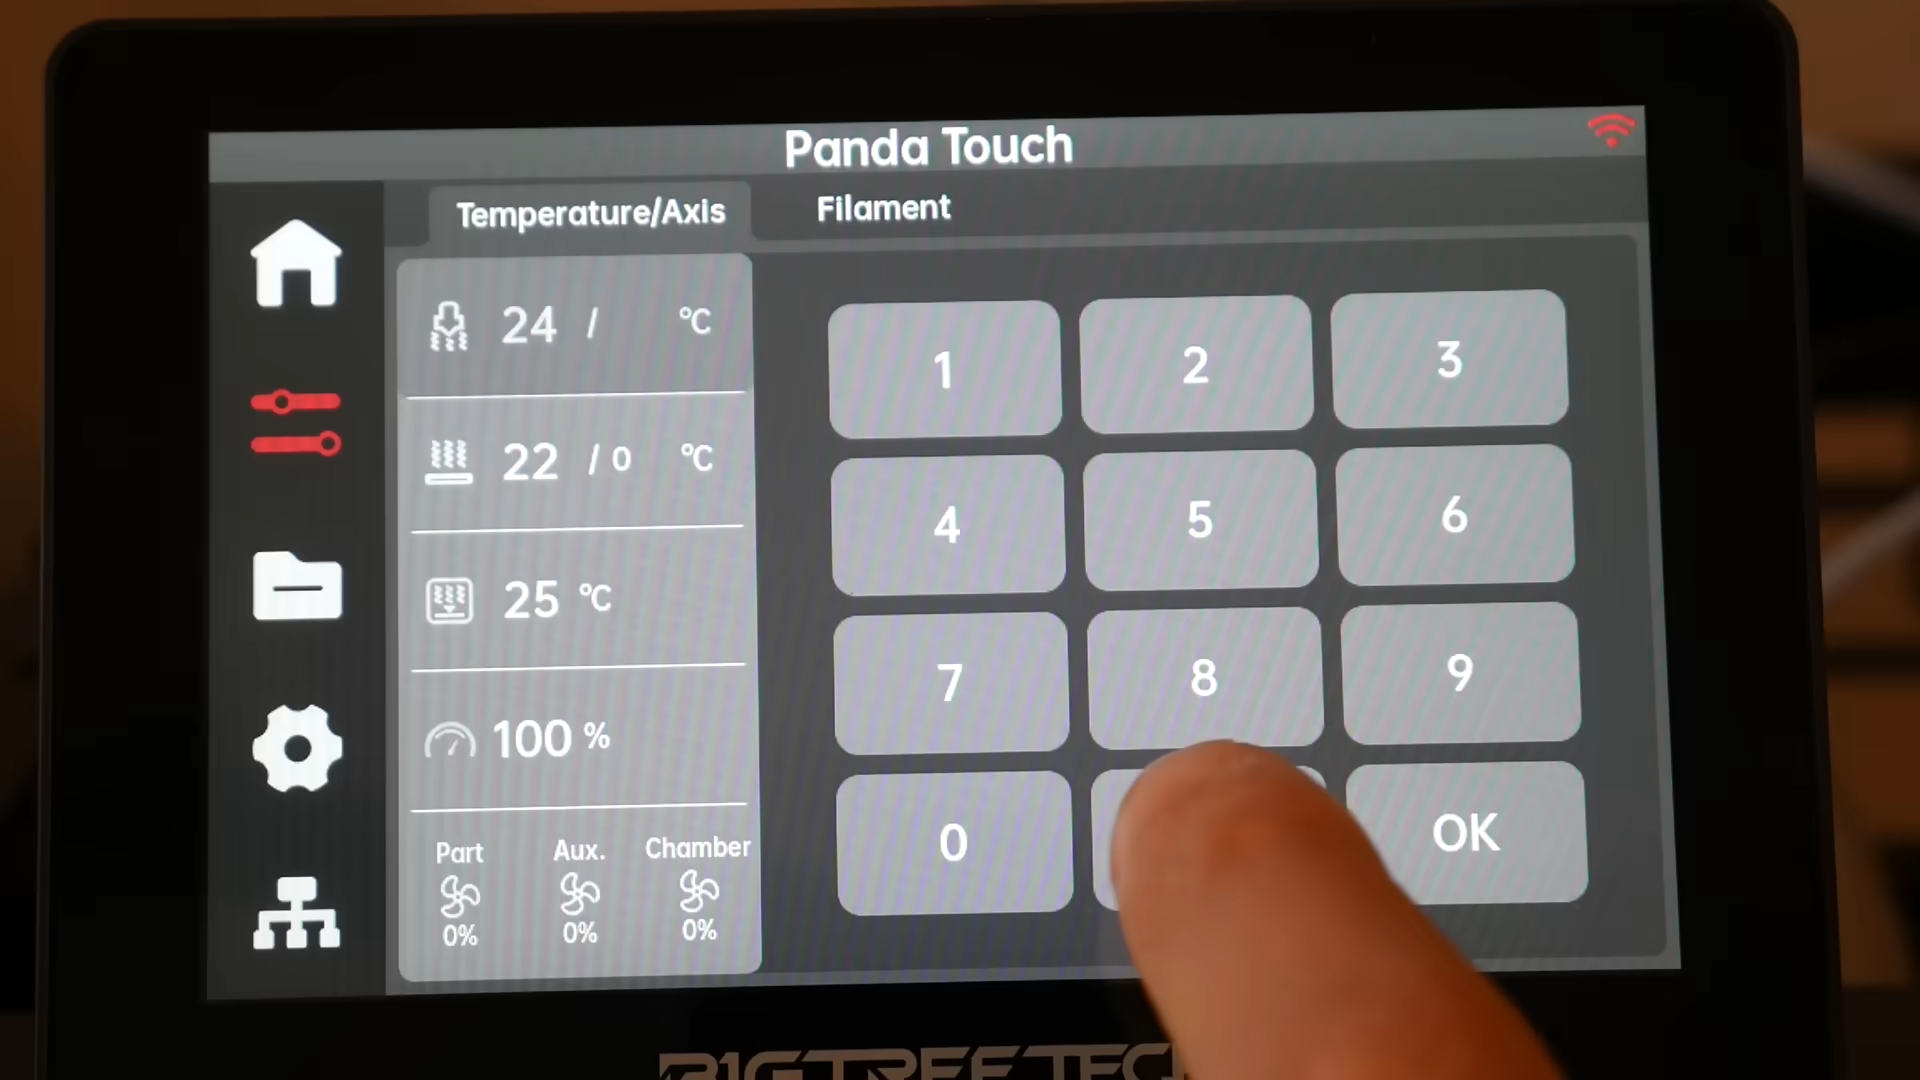 Panda Touch
Temperature/Axis
Filament
24 / °C
22 / 0 °C
25 °C
100 %
Part Aux. Chamber
0% 0% 0%
1 2 3
4 5 6
7 8 9
0 OK
BIGTREETECH